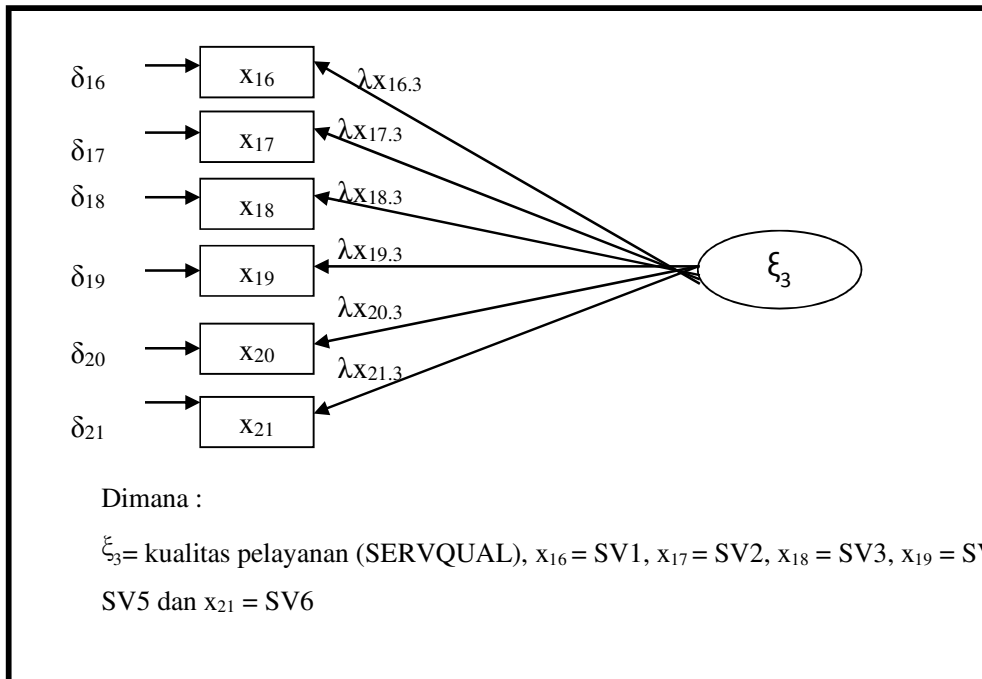 δ16 x16 λx16.3
δ17 x17 λx17.3
δ18 x18 λx18.3
δ19 x19 λx19.3
ξ3
δ20 x20 λx20.3
δ21 x21 λx21.3
Dimana :
ξ3= kualitas pelayanan (SERVQUAL), x16 = SV1, x17 = SV2, x18 = SV3, x19 =
SV5 dan x21 = SV6